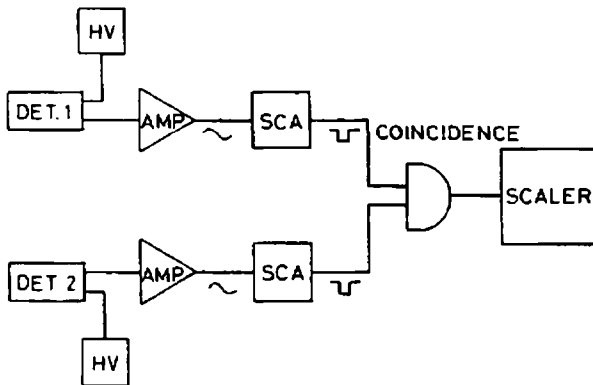 HV
DET. 1
AMP
SCA
COINCIDENCE
SCALER
DET. 2
AMP
SCA
HV